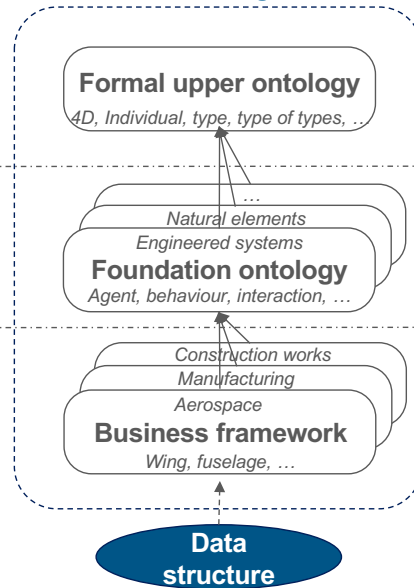 Formal upper ontology
4D, Individual, type, type of types, …
…
Natural elements
Engineered systems
Foundation ontology
Agent, behaviour, interaction, …
Construction works
Manufacturing
Aerospace
Business framework
Wing, fuselage, …
Data
structure